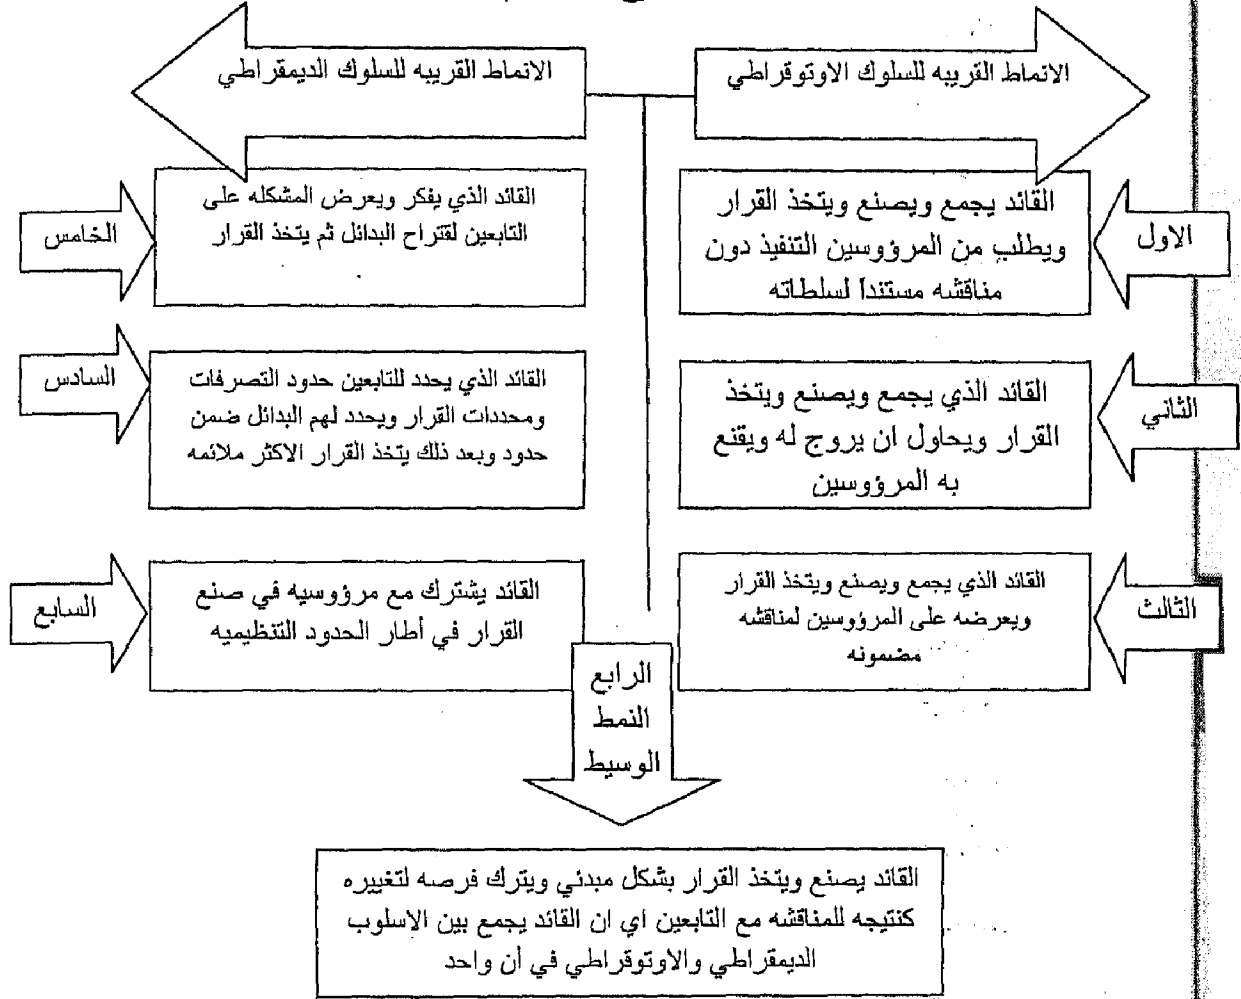 الانماط القريبه للسلوك الاوتوقراطي
الانماط القريبه للسلوك الديمقراطي
الاول
القائد يجمع ويصنع ويتخذ القرار
ويطلب من المرؤوسين التنفيذ دون
مناقشه مستنداً لسلطاته
الثاني
القائد الذي يجمع ويصنع ويتخذ
القرار ويحاول ان يروج له ويقنع
به المرؤوسين
الثالث
القائد الذي يجمع ويصنع ويتخذ القرار
ويعرضه على المرؤوسين لمناقشه
مضمونه
الخامس
القائد الذي يفكر ويعرض المشكله على
التابعين لقتراح البدائل ثم يتخذ القرار
السادس
القائد الذي يحدد للتابعين حدود التصرفات
ومحددات القرار ويحدد لهم البدائل ضمن
حدود وبعد ذلك يتخذ القرار الاكثر ملائمه
السابع
القائد يشترك مع مرؤوسيه في صنع
القرار في أطار الحدود التنظيميه
الرابع
النمط
الوسيط
القائد يصنع ويتخذ القرار بشكل مبدئي ويترك فرصه لتغييره
كنتيجه للمناقشه مع التابعين اي ان القائد يجمع بين الاسلوب
الديمقراطي والاوتوقراطي في أن واحد